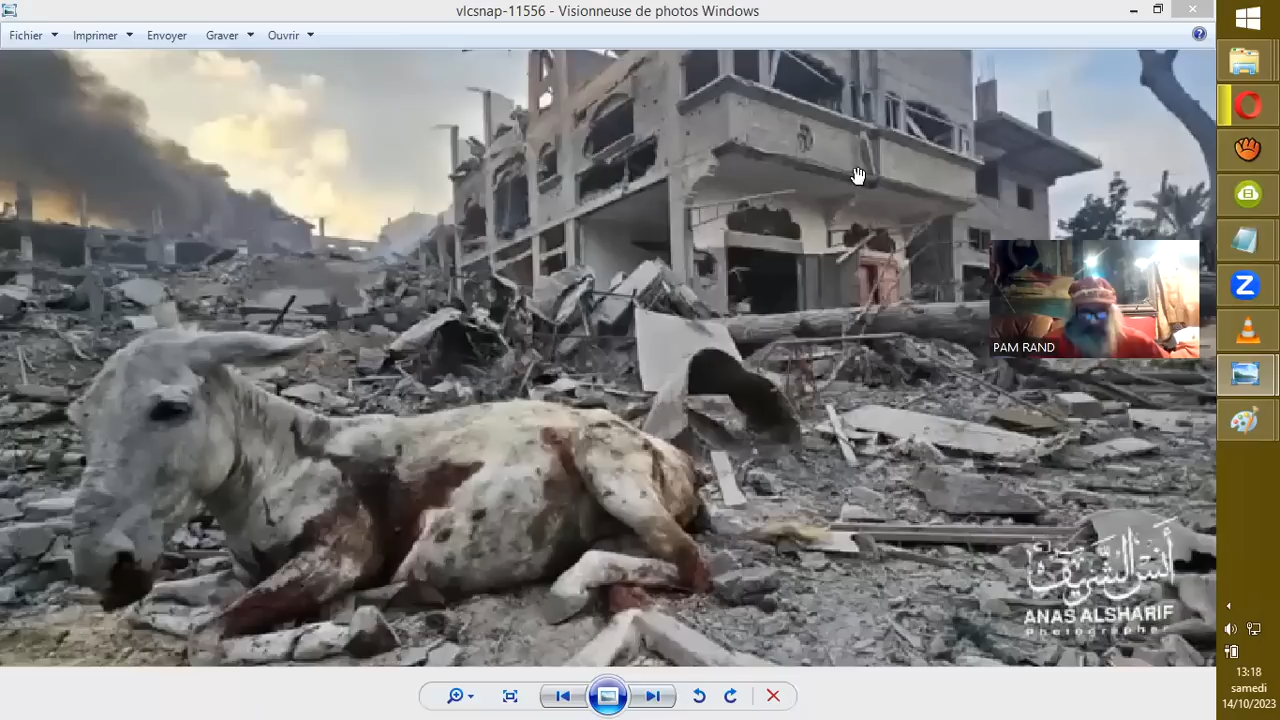 vlcsnap-11556 - Visionneuse de photos Windows
Fichier Imprimer Envoyer Graver Ouvrir
PAM RAND
أنس الشريف
ANAS ALSHARIF
Photographer
13:18
samedi
14/10/2023